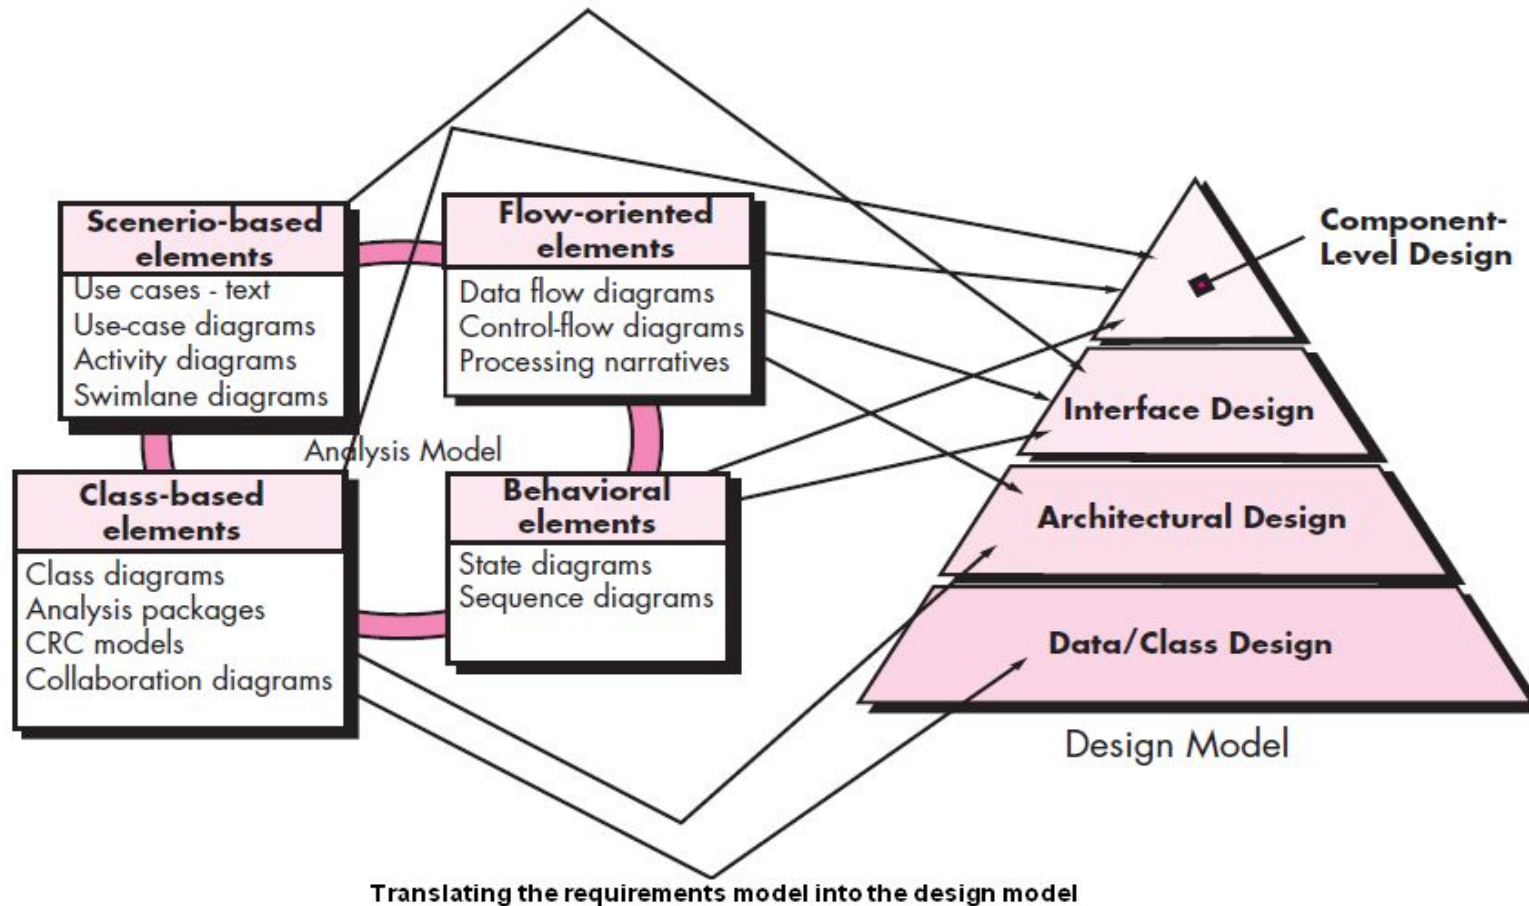 Scenerio-based
elements
Use cases - text
Use-case diagrams
Activity diagrams
Swimlane diagrams
Flow-oriented
elements
Data flow diagrams
Control-flow diagrams
Processing narratives
Analysis Model
Class-based
elements
Class diagrams
Analysis packages
CRC models
Collaboration diagrams
Behavioral
elements
State diagrams
Sequence diagrams
Component-
Level Design
Interface Design
Architectural Design
Data/Class Design
Design Model
Translating the requirements model into the design model